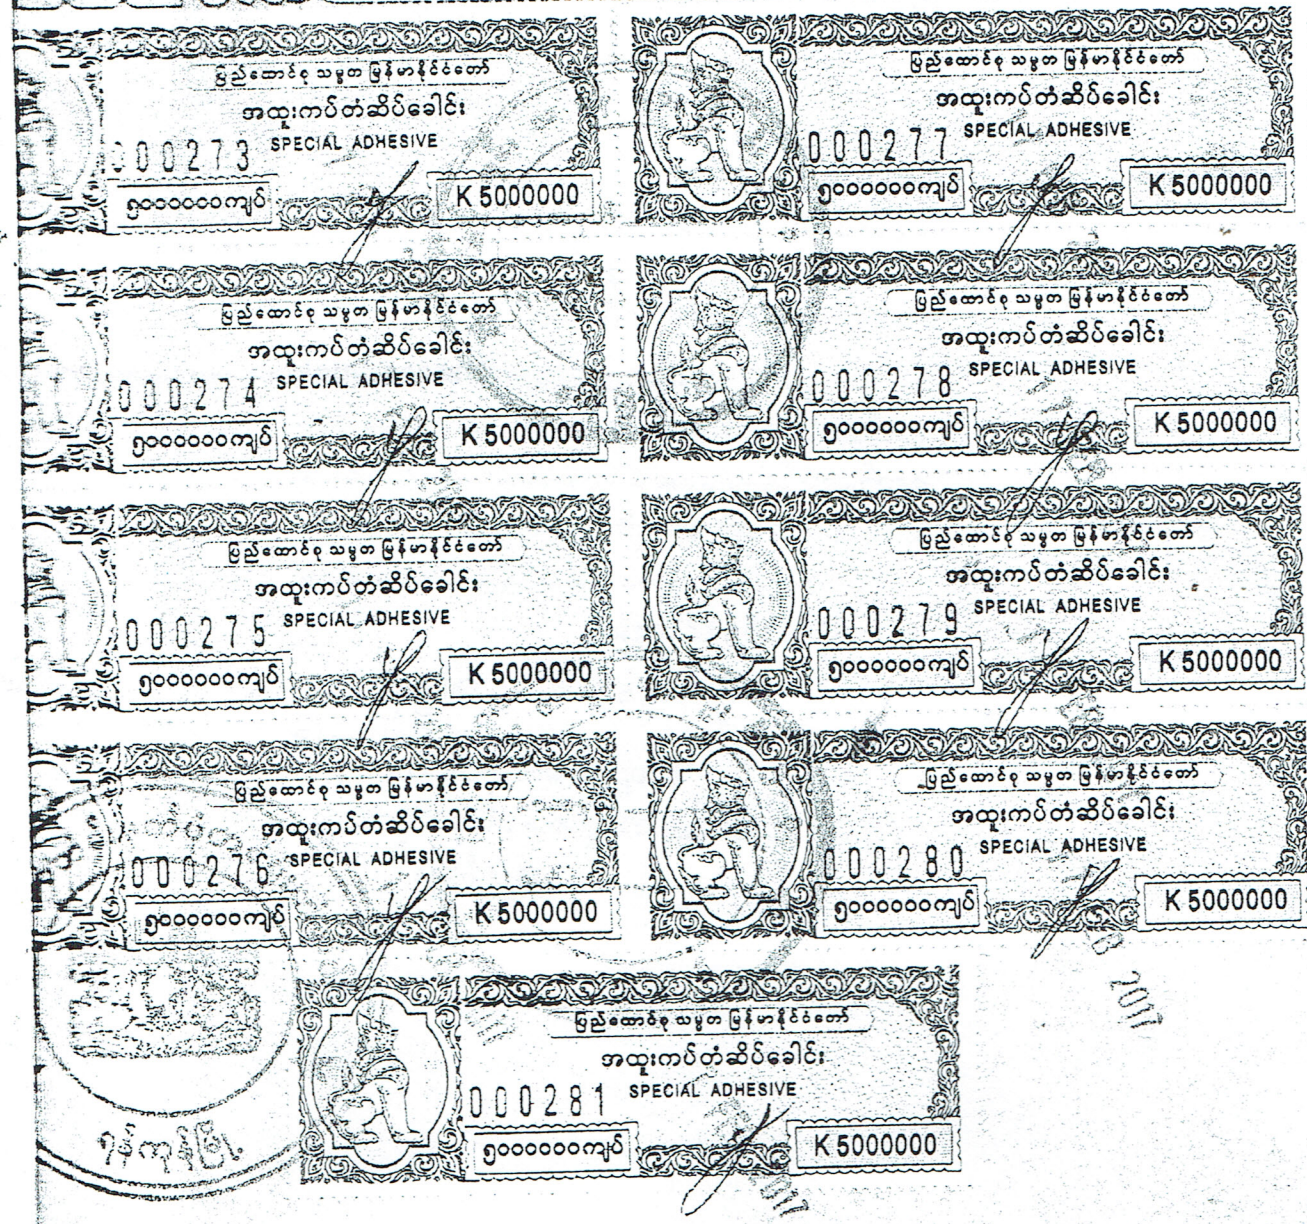 ပြည်ထောင်စု သမ္မတ မြန်မာနိုင်ငံတော်
အထူးကပ်တံဆိပ်ခေါင်း
SPECIAL ADHESIVE
000273
၅၀၀၀၀၀၀ကျပ်
K 5000000
ပြည်ထောင်စု သမ္မတ မြန်မာနိုင်ငံတော်
အထူးကပ်တံဆိပ်ခေါင်း
SPECIAL ADHESIVE
000277
၅၀၀၀၀၀၀ကျပ်
K 5000000
ပြည်ထောင်စု သမ္မတ မြန်မာနိုင်ငံတော်
အထူးကပ်တံဆိပ်ခေါင်း
SPECIAL ADHESIVE
000274
၅၀၀၀၀၀၀ကျပ်
K 5000000
ပြည်ထောင်စု သမ္မတ မြန်မာနိုင်ငံတော်
အထူးကပ်တံဆိပ်ခေါင်း
SPECIAL ADHESIVE
000278
၅၀၀၀၀၀၀ကျပ်
K 5000000
ပြည်ထောင်စု သမ္မတ မြန်မာနိုင်ငံတော်
အထူးကပ်တံဆိပ်ခေါင်း
SPECIAL ADHESIVE
000275
၅၀၀၀၀၀၀ကျပ်
K 5000000
ပြည်ထောင်စု သမ္မတ မြန်မာနိုင်ငံတော်
အထူးကပ်တံဆိပ်ခေါင်း
SPECIAL ADHESIVE
000279
၅၀၀၀၀၀၀ကျပ်
K 5000000
ပြည်ထောင်စု သမ္မတ မြန်မာနိုင်ငံတော်
အထူးကပ်တံဆိပ်ခေါင်း
SPECIAL ADHESIVE
000276
၅၀၀၀၀၀၀ကျပ်
K 5000000
ပြည်ထောင်စု သမ္မတ မြန်မာနိုင်ငံတော်
အထူးကပ်တံဆိပ်ခေါင်း
SPECIAL ADHESIVE
000280
၅၀၀၀၀၀၀ကျပ်
K 5000000
2017
ပြည်ထောင်စု သမ္မတ မြန်မာနိုင်ငံတော်
အထူးကပ်တံဆိပ်ခေါင်း
SPECIAL ADHESIVE
000281
၅၀၀၀၀၀၀ကျပ်
K 5000000
ရန်ကုန်မြို့